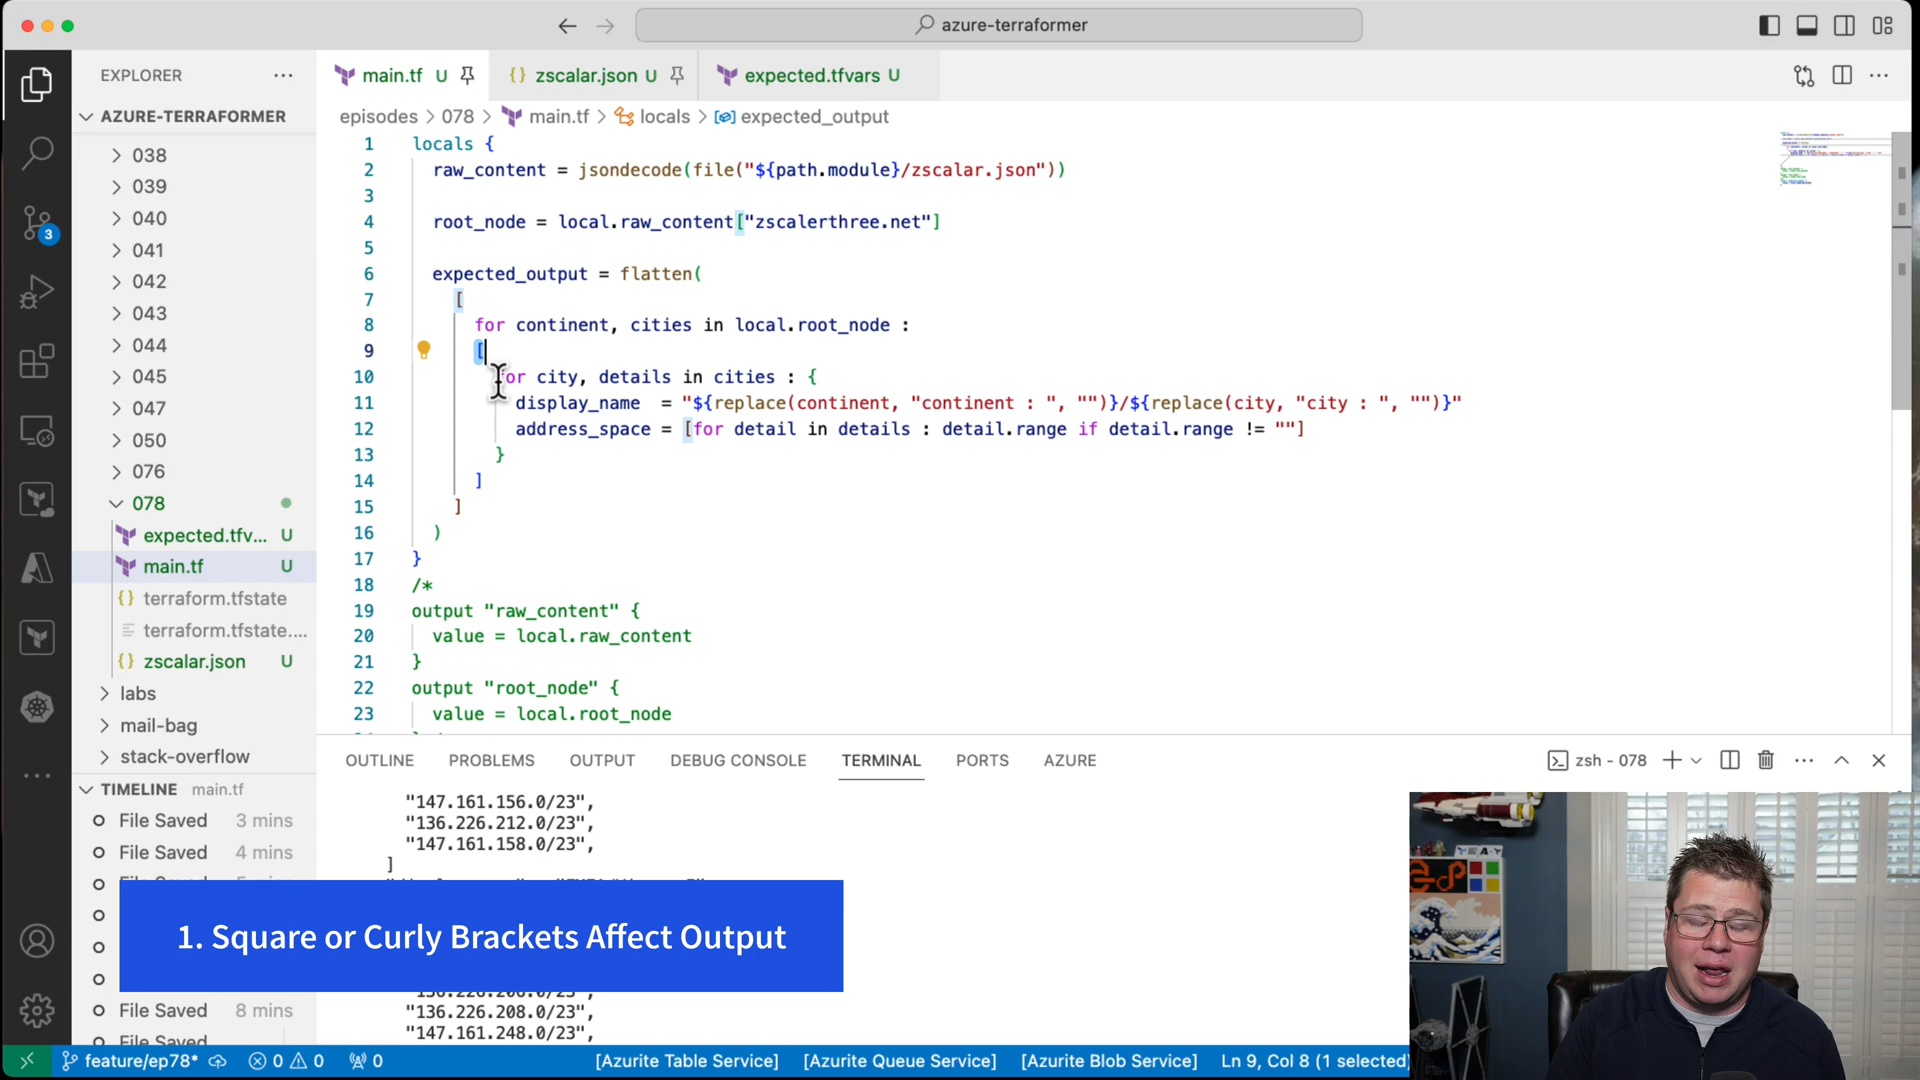 azure-terraformer
EXPLORER
main.tf U
zscalar.json U
expected.tfvars U
AZURE-TERRAFORMER
episodes > 078 > main.tf > locals > expected_output
038
039
040
041
042
043
044
045
047
050
076
078
expected.tfv... U
main.tf U
terraform.tfstate
terraform.tfstate....
zscalar.json U
labs
mail-bag
stack-overflow
TIMELINE main.tf
File Saved 3 mins
File Saved 4 mins
File Saved 8 mins
1 locals {
2 raw_content = jsondecode(file("${path.module}/zscalar.json"))
3
4 root_node = local.raw_content["zscalerthree.net"]
5
6 expected_output = flatten(
7 [
8 for continent, cities in local.root_node :
9 [
10 for city, details in cities : {
11 display_name = "${replace(continent, "continent : ", "")}/${replace(city, "city : ", "")}"
12 address_space = [for detail in details : detail.range if detail.range != ""]
13 }
14 ]
15 ]
16 )
17 }
18 /*
19 output "raw_content" {
20 value = local.raw_content
21 }
22 output "root_node" {
23 value = local.root_node
OUTLINE PROBLEMS OUTPUT DEBUG CONSOLE TERMINAL PORTS AZURE
zsh - 078
"147.161.156.0/23",
"136.226.212.0/23",
"147.161.158.0/23",
]
1. Square or Curly Brackets Affect Output
"136.226.208.0/23",
"147.161.248.0/23",
3
feature/ep78* 0 0 0 [Azurite Table Service] [Azurite Queue Service] [Azurite Blob Service] Ln 9, Col 8 (1 selected)